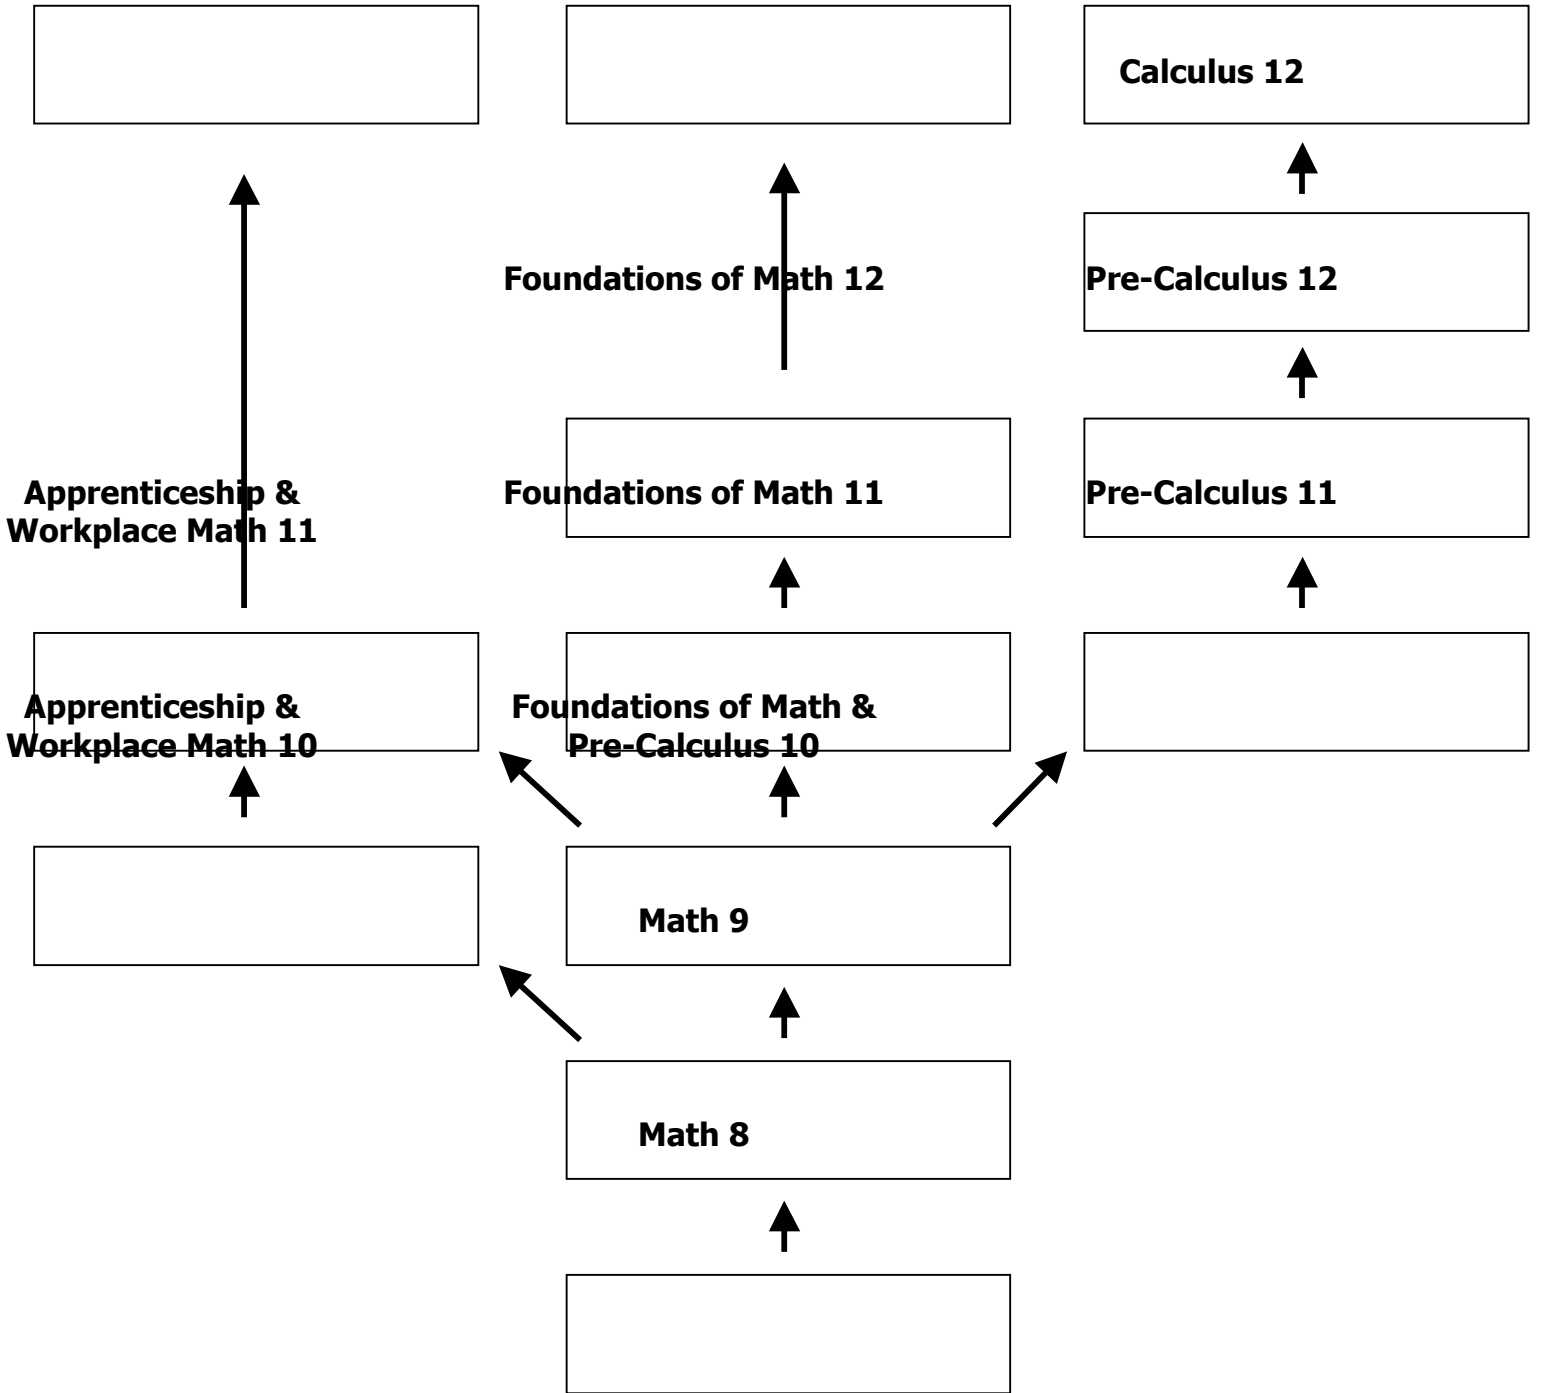 Calculus 12
Foundations of Math 12
Pre-Calculus 12
Apprenticeship &
Workplace Math 11
Foundations of Math 11
Pre-Calculus 11
Apprenticeship &
Workplace Math 10
Foundations of Math &
Pre-Calculus 10
Math 9
Math 8